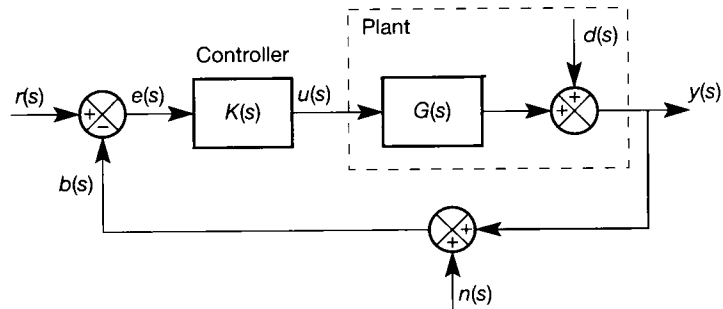 Plant
d(s)
Controller
r(s)
e(s)
u(s)
y(s)
K(s)
G(s)
+
−
+
+
b(s)
+
+
n(s)